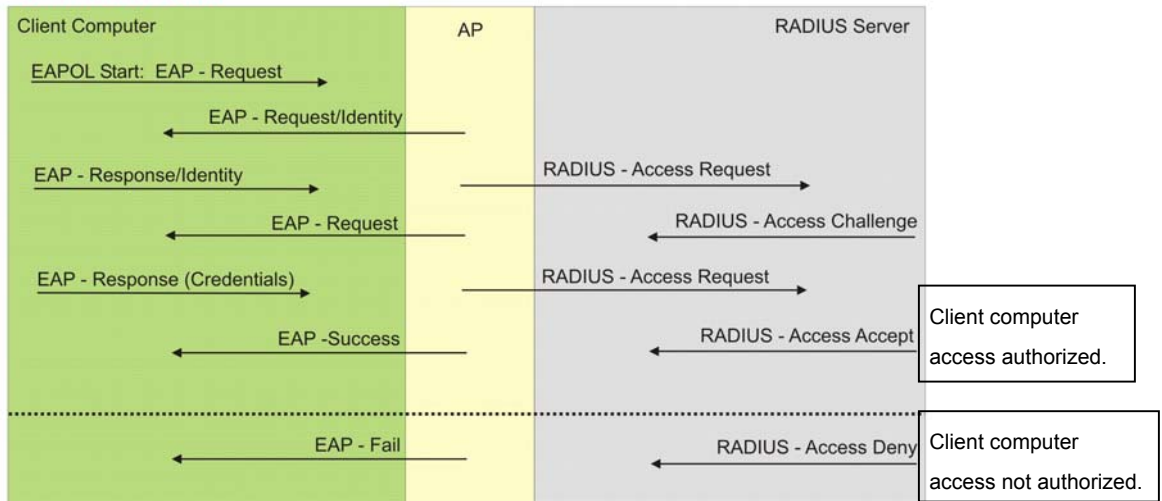 Client Computer
AP
RADIUS Server
EAPOL Start: EAP - Request
EAP - Request/Identity
EAP - Response/Identity
RADIUS - Access Request
EAP - Request
RADIUS - Access Challenge
EAP - Response (Credentials)
RADIUS - Access Request
EAP -Success
RADIUS - Access Accept
Client computer
access authorized.
EAP - Fail
RADIUS - Access Deny
Client computer
access not authorized.